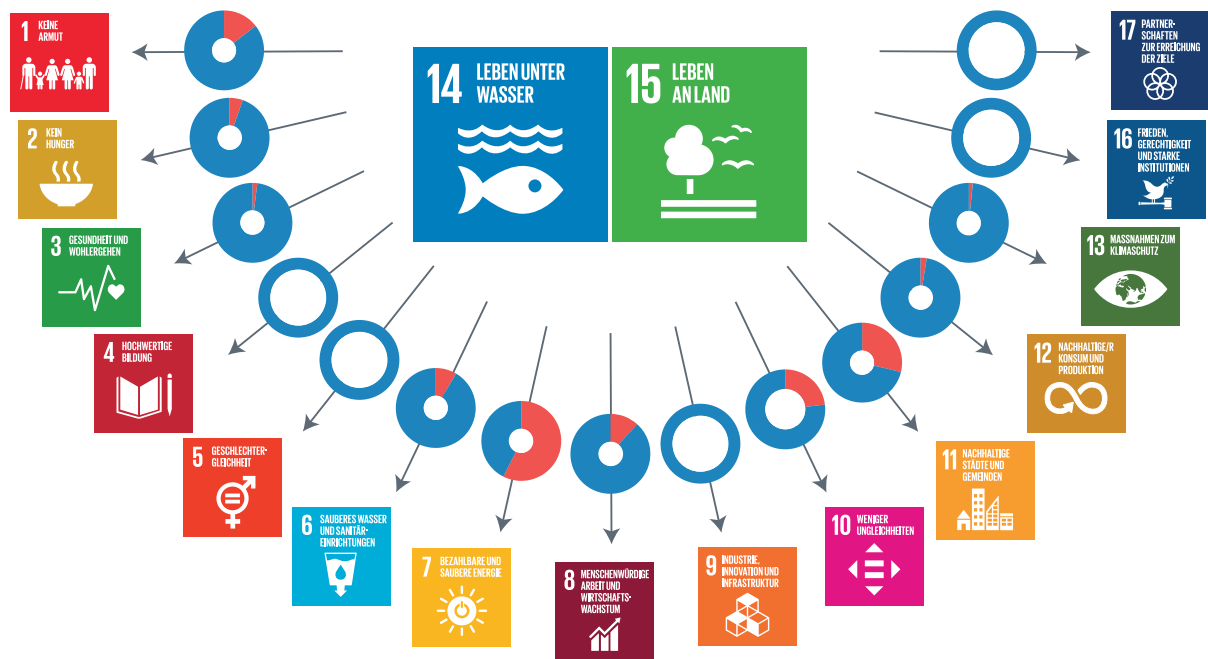 1 KEINE
ARMUT
2 KEIN
HUNGER
3 GESUNDHEIT UND
WOHLERGEHEN
4 HOCHWERTIGE
BILDUNG
5 GESCHLECHTER-
GLEICHHEIT
6 SAUBERES WASSER
UND SANITÄR-
EINRICHTUNGEN
7 BEZAHLBARE UND
SAUBERE ENERGIE
8 MENSCHENWÜRDIGE
ARBEIT UND
WIRTSCHAFTS-
WACHSTUM
9 INDUSTRIE,
INNOVATION UND
INFRASTRUKTUR
10 WENIGER
UNGLEICHHEITEN
11 NACHHALTIGE
STÄDTE UND
GEMEINDEN
12 NACHHALTIGE/R
KONSUM UND
PRODUKTION
13 MASSNAHMEN ZUM
KLIMASCHUTZ
14 LEBEN UNTER
WASSER
15 LEBEN
AN LAND
16 FRIEDEN,
GERECHTIGKEIT
UND STARKE
INSTITUTIONEN
17 PARTNER-
SCHAFTEN
ZUR ERREICHUNG
DER ZIELE